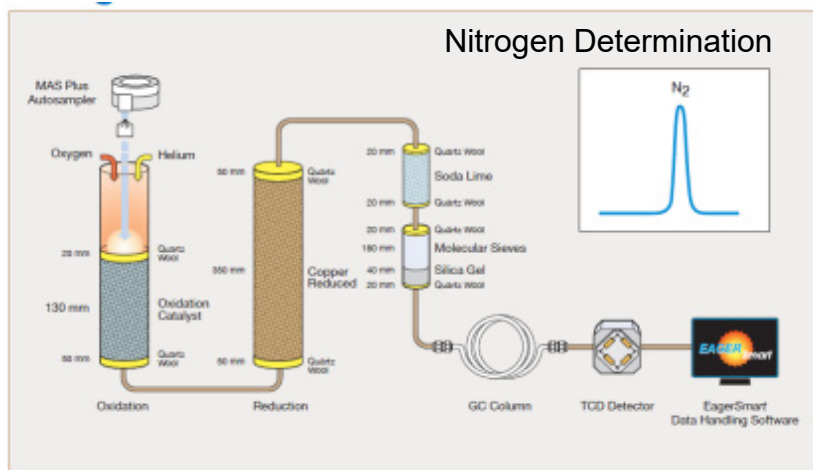 Nitrogen Determination
MAS Plus
Autosampler
Oxygen
Helium
20 mm
Quartz
Wool
130 mm
Oxidation
Catalyst
50 mm
Quartz
Wool
Oxidation
50 mm
Quartz
Wool
350 mm
Copper
Reduced
50 mm
Quartz
Wool
Reduction
20 mm
Quartz Wool
Soda Lime
20 mm
Quartz Wool
20 mm
Quartz Wool
180 mm
Molecular Sieves
40 mm
Silica Gel
20 mm
Quartz Wool
N2
GC Column
TCD Detector
EAGER smart
EagerSmart
Data Handling Software